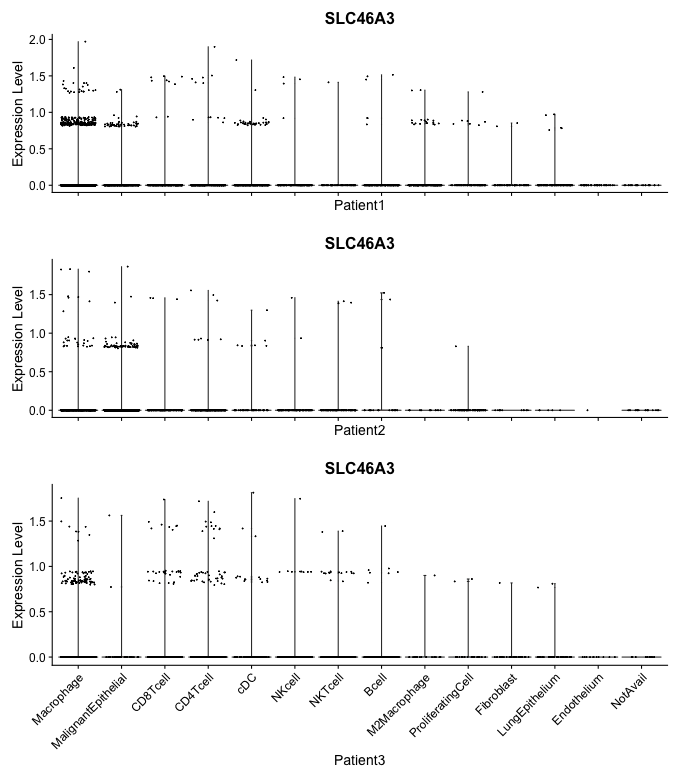 SLC46A3
Expression Level
2.0
1.5
1.0
0.5
0.0
Patient1
SLC46A3
Expression Level
1.5
1.0
0.5
0.0
Patient2
SLC46A3
Expression Level
1.5
1.0
0.5
0.0
Macrophage
MalignantEpithelial
CD8Tcell
CD4Tcell
cDC
NKcell
NKTcell
Bcell
M2Macrophage
ProliferatingCell
Fibroblast
LungEpithelium
Endothelium
NotAvail
Patient3